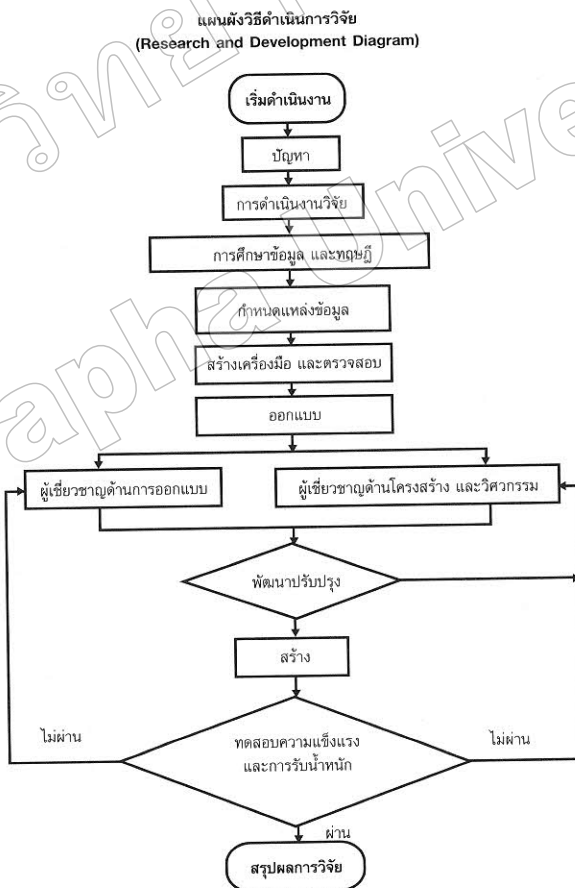 แผนผังวิธีดำเนินการวิจัย
(Research and Development Diagram)
เริ่มดำเนินงาน
ปัญหา
การดำเนินงานวิจัย
การศึกษาข้อมูล และทฤษฎี
กำหนดแหล่งข้อมูล
สร้างเครื่องมือ และตรวจสอบ
ออกแบบ
ผู้เชี่ยวชาญด้านการออกแบบ
ผู้เชี่ยวชาญด้านโครงสร้าง และวิศวกรรม
พัฒนาปรับปรุง
สร้าง
ไม่ผ่าน
ทดสอบความแข็งแรง
และการรับน้ำหนัก
ไม่ผ่าน
ผ่าน
สรุปผลการวิจัย